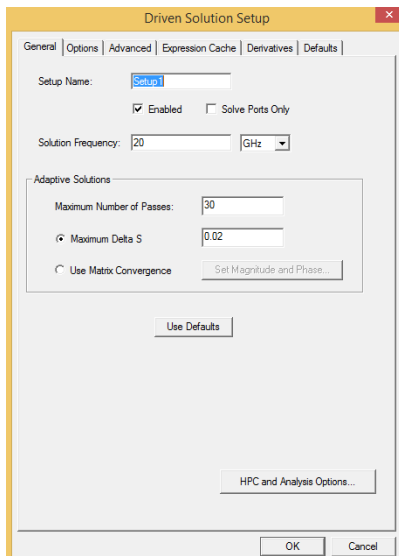 Driven Solution Setup
General Options Advanced Expression Cache Derivatives Defaults
Setup Name: Setup1
Enabled Solve Ports Only
Solution Frequency: 20 GHz
Adaptive Solutions
Maximum Number of Passes: 30
Maximum Delta S 0.02
Use Matrix Convergence Set Magnitude and Phase...
Use Defaults
HPC and Analysis Options...
OK Cancel